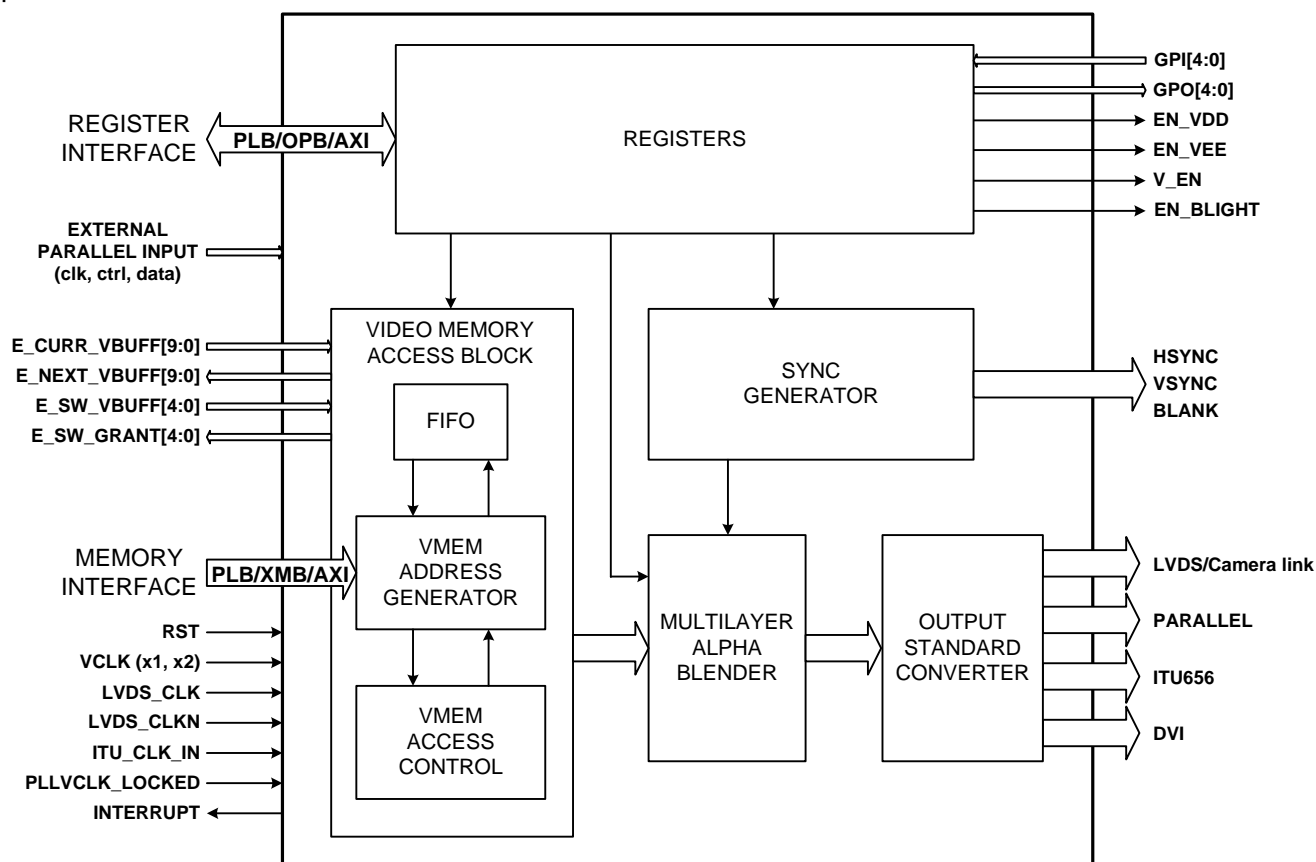 REGISTER
INTERFACE
PLB/OPB/AXI
REGISTERS
GPI[4:0]
GPO[4:0]
EN_VDD
EN_VEE
V_EN
EN_BLIGHT
EXTERNAL
PARALLEL INPUT
(clk, ctrl, data)
E_CURR_VBUFF[9:0]
E_NEXT_VBUFF[9:0]
E_SW_VBUFF[4:0]
E_SW_GRANT[4:0]
VIDEO MEMORY
ACCESS BLOCK
FIFO
SYNC
GENERATOR
HSYNC
VSYNC
BLANK
MEMORY
INTERFACE
PLB/XMB/AXI
VMEM
ADDRESS
GENERATOR
VMEM
ACCESS
CONTROL
MULTILAYER
ALPHA
BLENDER
OUTPUT
STANDARD
CONVERTER
LVDS/Camera link
PARALLEL
ITU656
DVI
RST
VCLK (x1, x2)
LVDS_CLK
LVDS_CLKN
ITU_CLK_IN
PLLVCLK_LOCKED
INTERRUPT